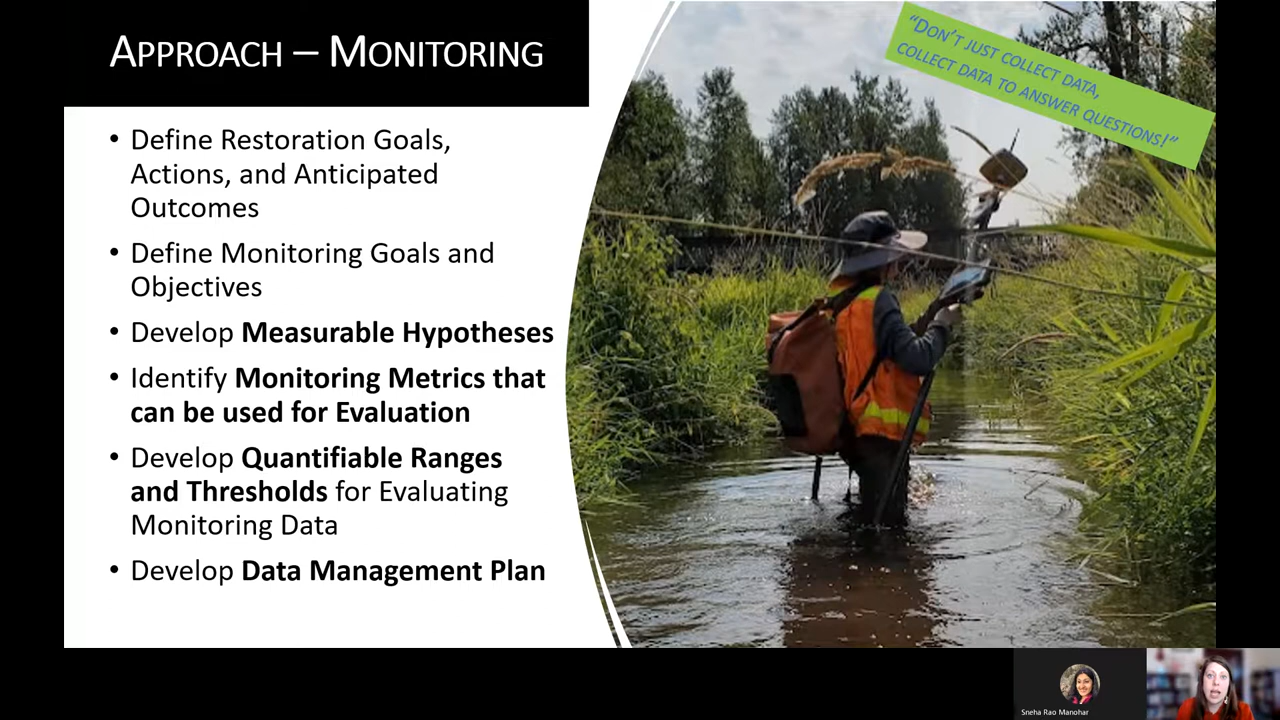 APPROACH – MONITORING
• Define Restoration Goals,
Actions, and Anticipated
Outcomes
• Define Monitoring Goals and
Objectives
• Develop Measurable Hypotheses
• Identify Monitoring Metrics that
can be used for Evaluation
• Develop Quantifiable Ranges
and Thresholds for Evaluating
Monitoring Data
• Develop Data Management Plan
“DON’T JUST COLLECT DATA,
COLLECT DATA TO ANSWER QUESTIONS!”
Sneha Rao Manohar